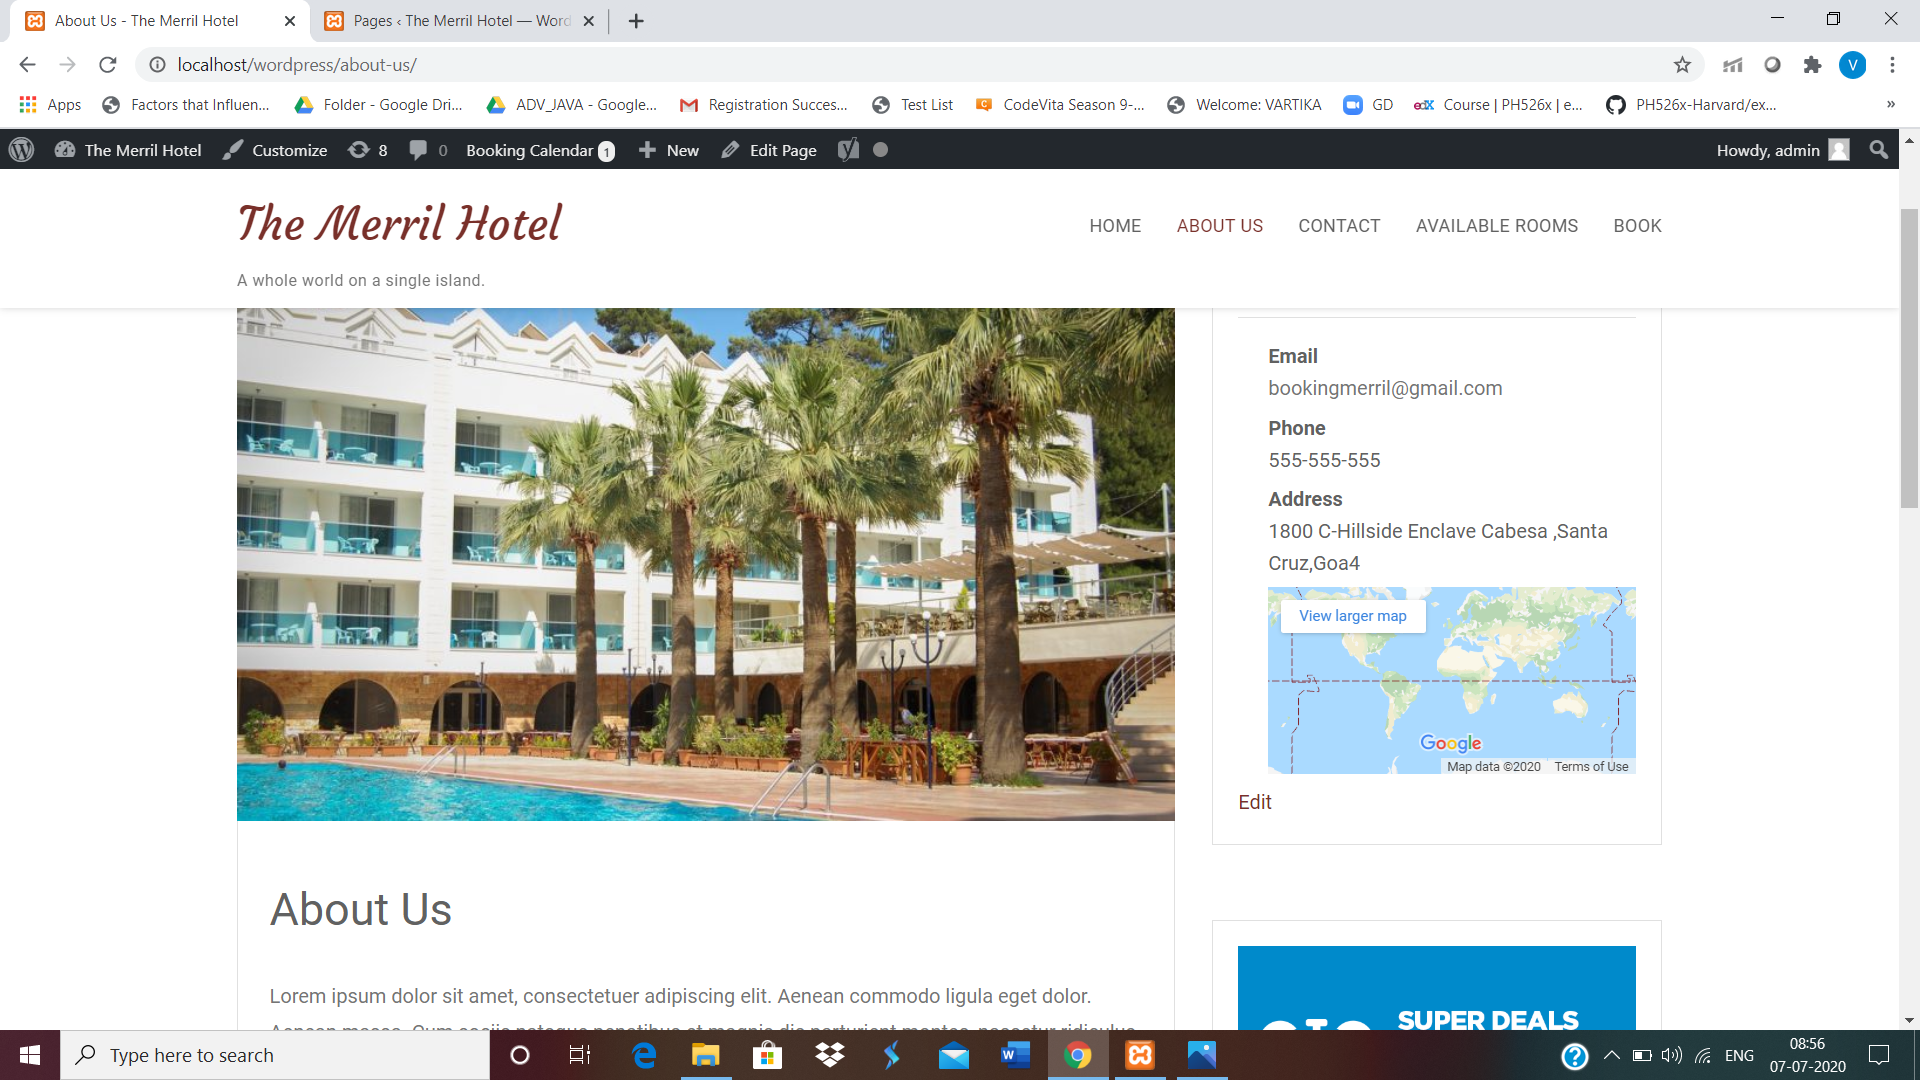 About Us - The Merril Hotel
Pages ‹ The Merril Hotel — Word
localhost/wordpress/about-us/
V
Apps
Factors that Influen...
Folder - Google Dri...
ADV_JAVA - Google...
Registration Succes...
Test List
CodeVita Season 9-...
Welcome: VARTIKA
GD
edX
Course | PH526x | e...
PH526x-Harvard/ex...
»
The Merril Hotel
Customize
8
0
Booking Calendar 1
New
Edit Page
Howdy, admin
The Merril Hotel
HOME
ABOUT US
CONTACT
AVAILABLE ROOMS
BOOK
A whole world on a single island.
Email
bookingmerril@gmail.com
Phone
555-555-555
Address
1800 C-Hillside Enclave Cabesa ,Santa
Cruz,Goa4
View larger map
Google
Map data ©2020
Terms of Use
Edit
About Us
Lorem ipsum dolor sit amet, consectetuer adipiscing elit. Aenean commodo ligula eget dolor.
SUPER DEALS
Type here to search
ENG
08:56
07-07-2020